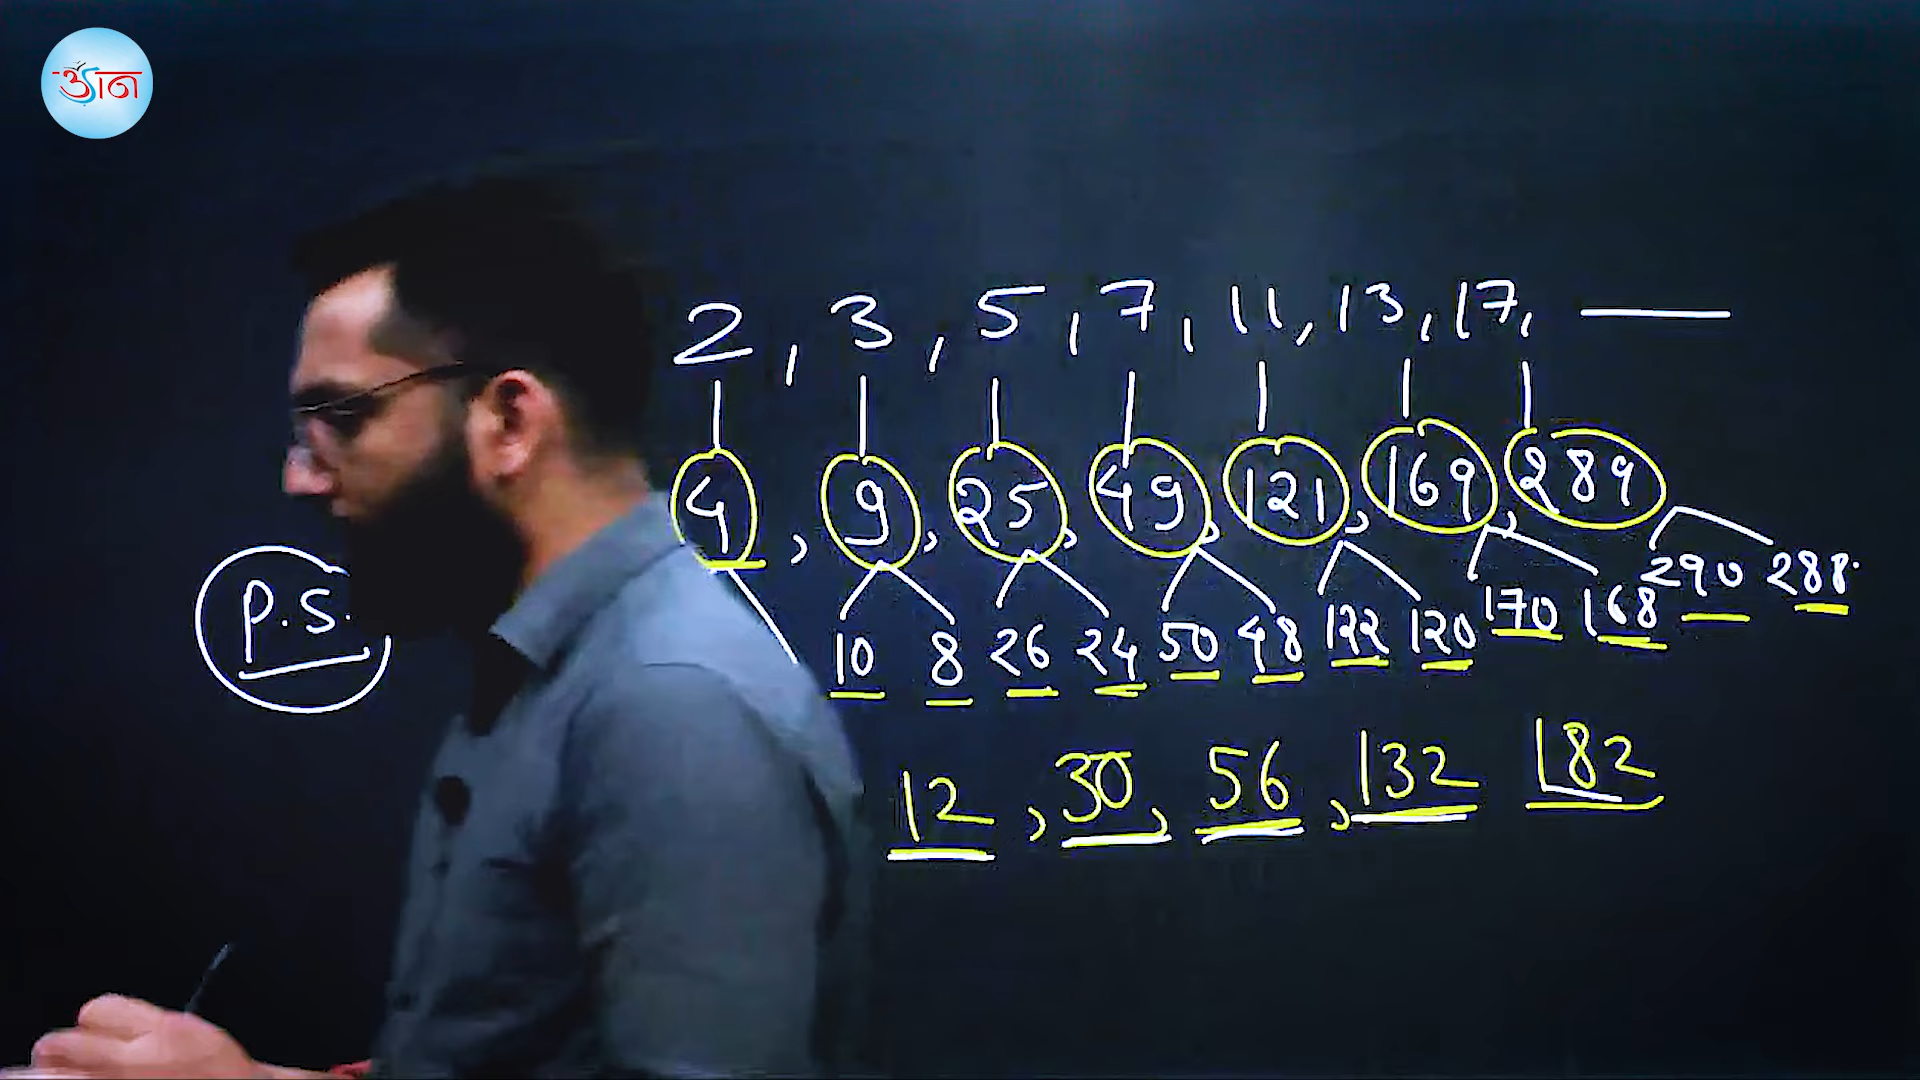 ज्ञान
2, 3, 5, 7, 11, 13, 17, ——
4, 9, 25, 49, 121, 169, 289
290 288
170 168
10 8 26 24 50 48 122 120
P.S.
12, 30, 56, 132 182